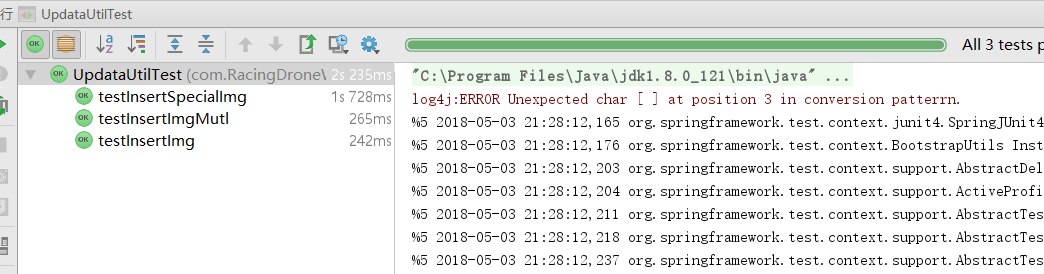 行 UpdataUtilTest
All 3 tests p
UpdataUtilTest (com.RacingDrone\ 2s 235ms
testInsertSpecialImg 1s 728ms
testInsertImgMutl 265ms
testInsertImg 242ms
"C:\Program Files\Java\jdk1.8.0_121\bin\java" ...
log4j:ERROR Unexpected char [ ] at position 3 in conversion patterrn.
%5 2018-05-03 21:28:12,165 org.springframework.test.context.junit4.SpringJUnit4
%5 2018-05-03 21:28:12,176 org.springframework.test.context.BootstrapUtils Inst
%5 2018-05-03 21:28:12,203 org.springframework.test.context.support.AbstractDel
%5 2018-05-03 21:28:12,204 org.springframework.test.context.support.ActiveProfi
%5 2018-05-03 21:28:12,211 org.springframework.test.context.support.AbstractTes
%5 2018-05-03 21:28:12,218 org.springframework.test.context.support.AbstractTes
%5 2018-05-03 21:28:12,237 org.springframework.test.context.support.AbstractTes